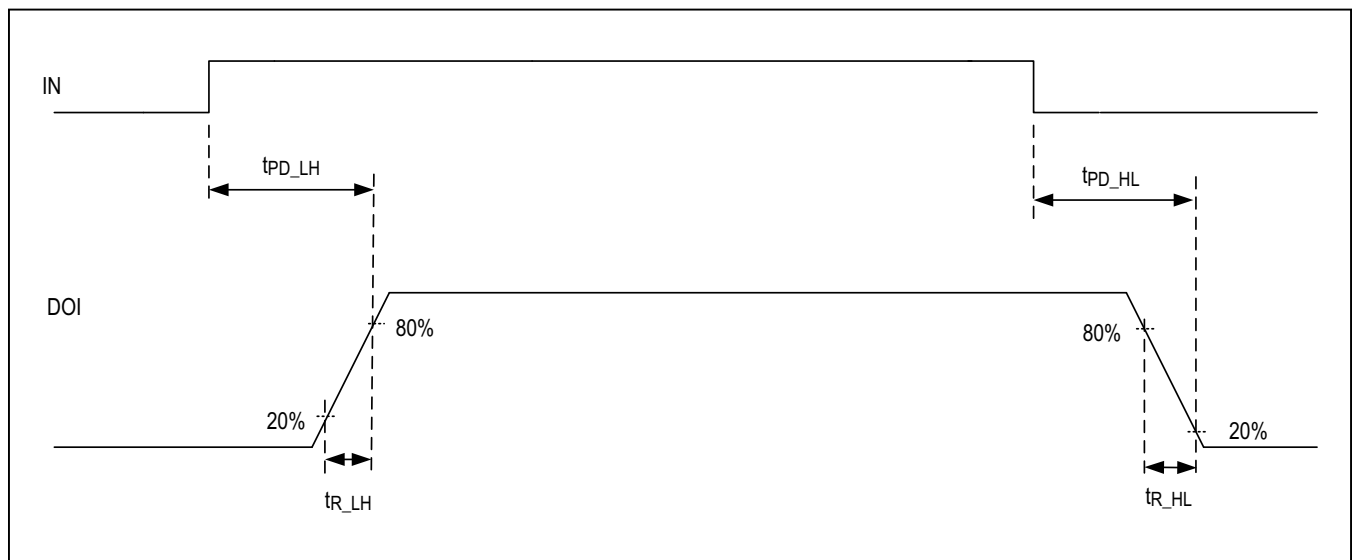 IN
tPD_LH
tPD_HL
DOI
80%
80%
20%
20%
tR_LH
tR_HL